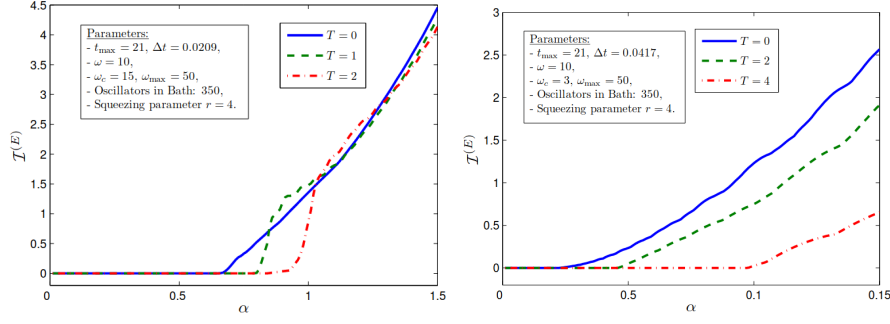 4.5
4
3.5
3
2.5
2
1.5
1
0.5
0
0
0.5
1
1.5
α
𝓘^(E)
Parameters:
- t_max = 21, Δt = 0.0209,
- ω = 10,
- ω_c = 15, ω_max = 50,
- Oscillators in Bath: 350,
- Squeezing parameter r = 4.
T = 0
T = 1
T = 2
3
2.5
2
1.5
1
0.5
0
0
0.5
0.1
0.15
α
𝓘^(E)
Parameters:
- t_max = 21, Δt = 0.0417,
- ω = 10,
- ω_c = 3, ω_max = 50,
- Oscillators in Bath: 350,
- Squeezing parameter r = 4.
T = 0
T = 2
T = 4